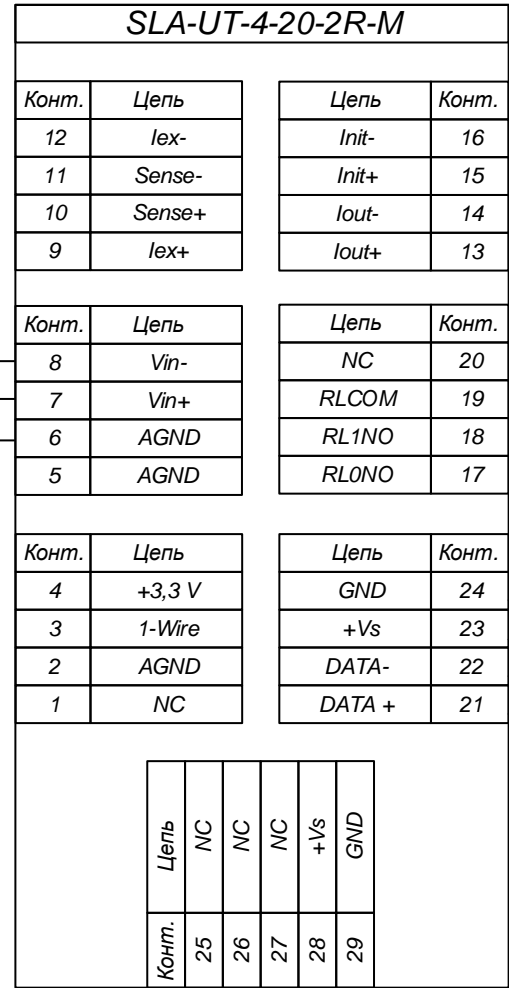 SLA-UT-4-20-2R-M
Конт. Цепь
12 Iex-
11 Sense-
10 Sense+
9 Iex+
Цепь Конт.
Init- 16
Init+ 15
Iout- 14
Iout+ 13
Конт. Цепь
8 Vin-
7 Vin+
6 AGND
5 AGND
Цепь Конт.
NC 20
RLCOM 19
RL1NO 18
RL0NO 17
Конт. Цепь
4 +3,3 V
3 1-Wire
2 AGND
1 NC
Цепь Конт.
GND 24
+Vs 23
DATA- 22
DATA + 21
Конт. Цепь
25 NC
26 NC
27 NC
28 +Vs
29 GND